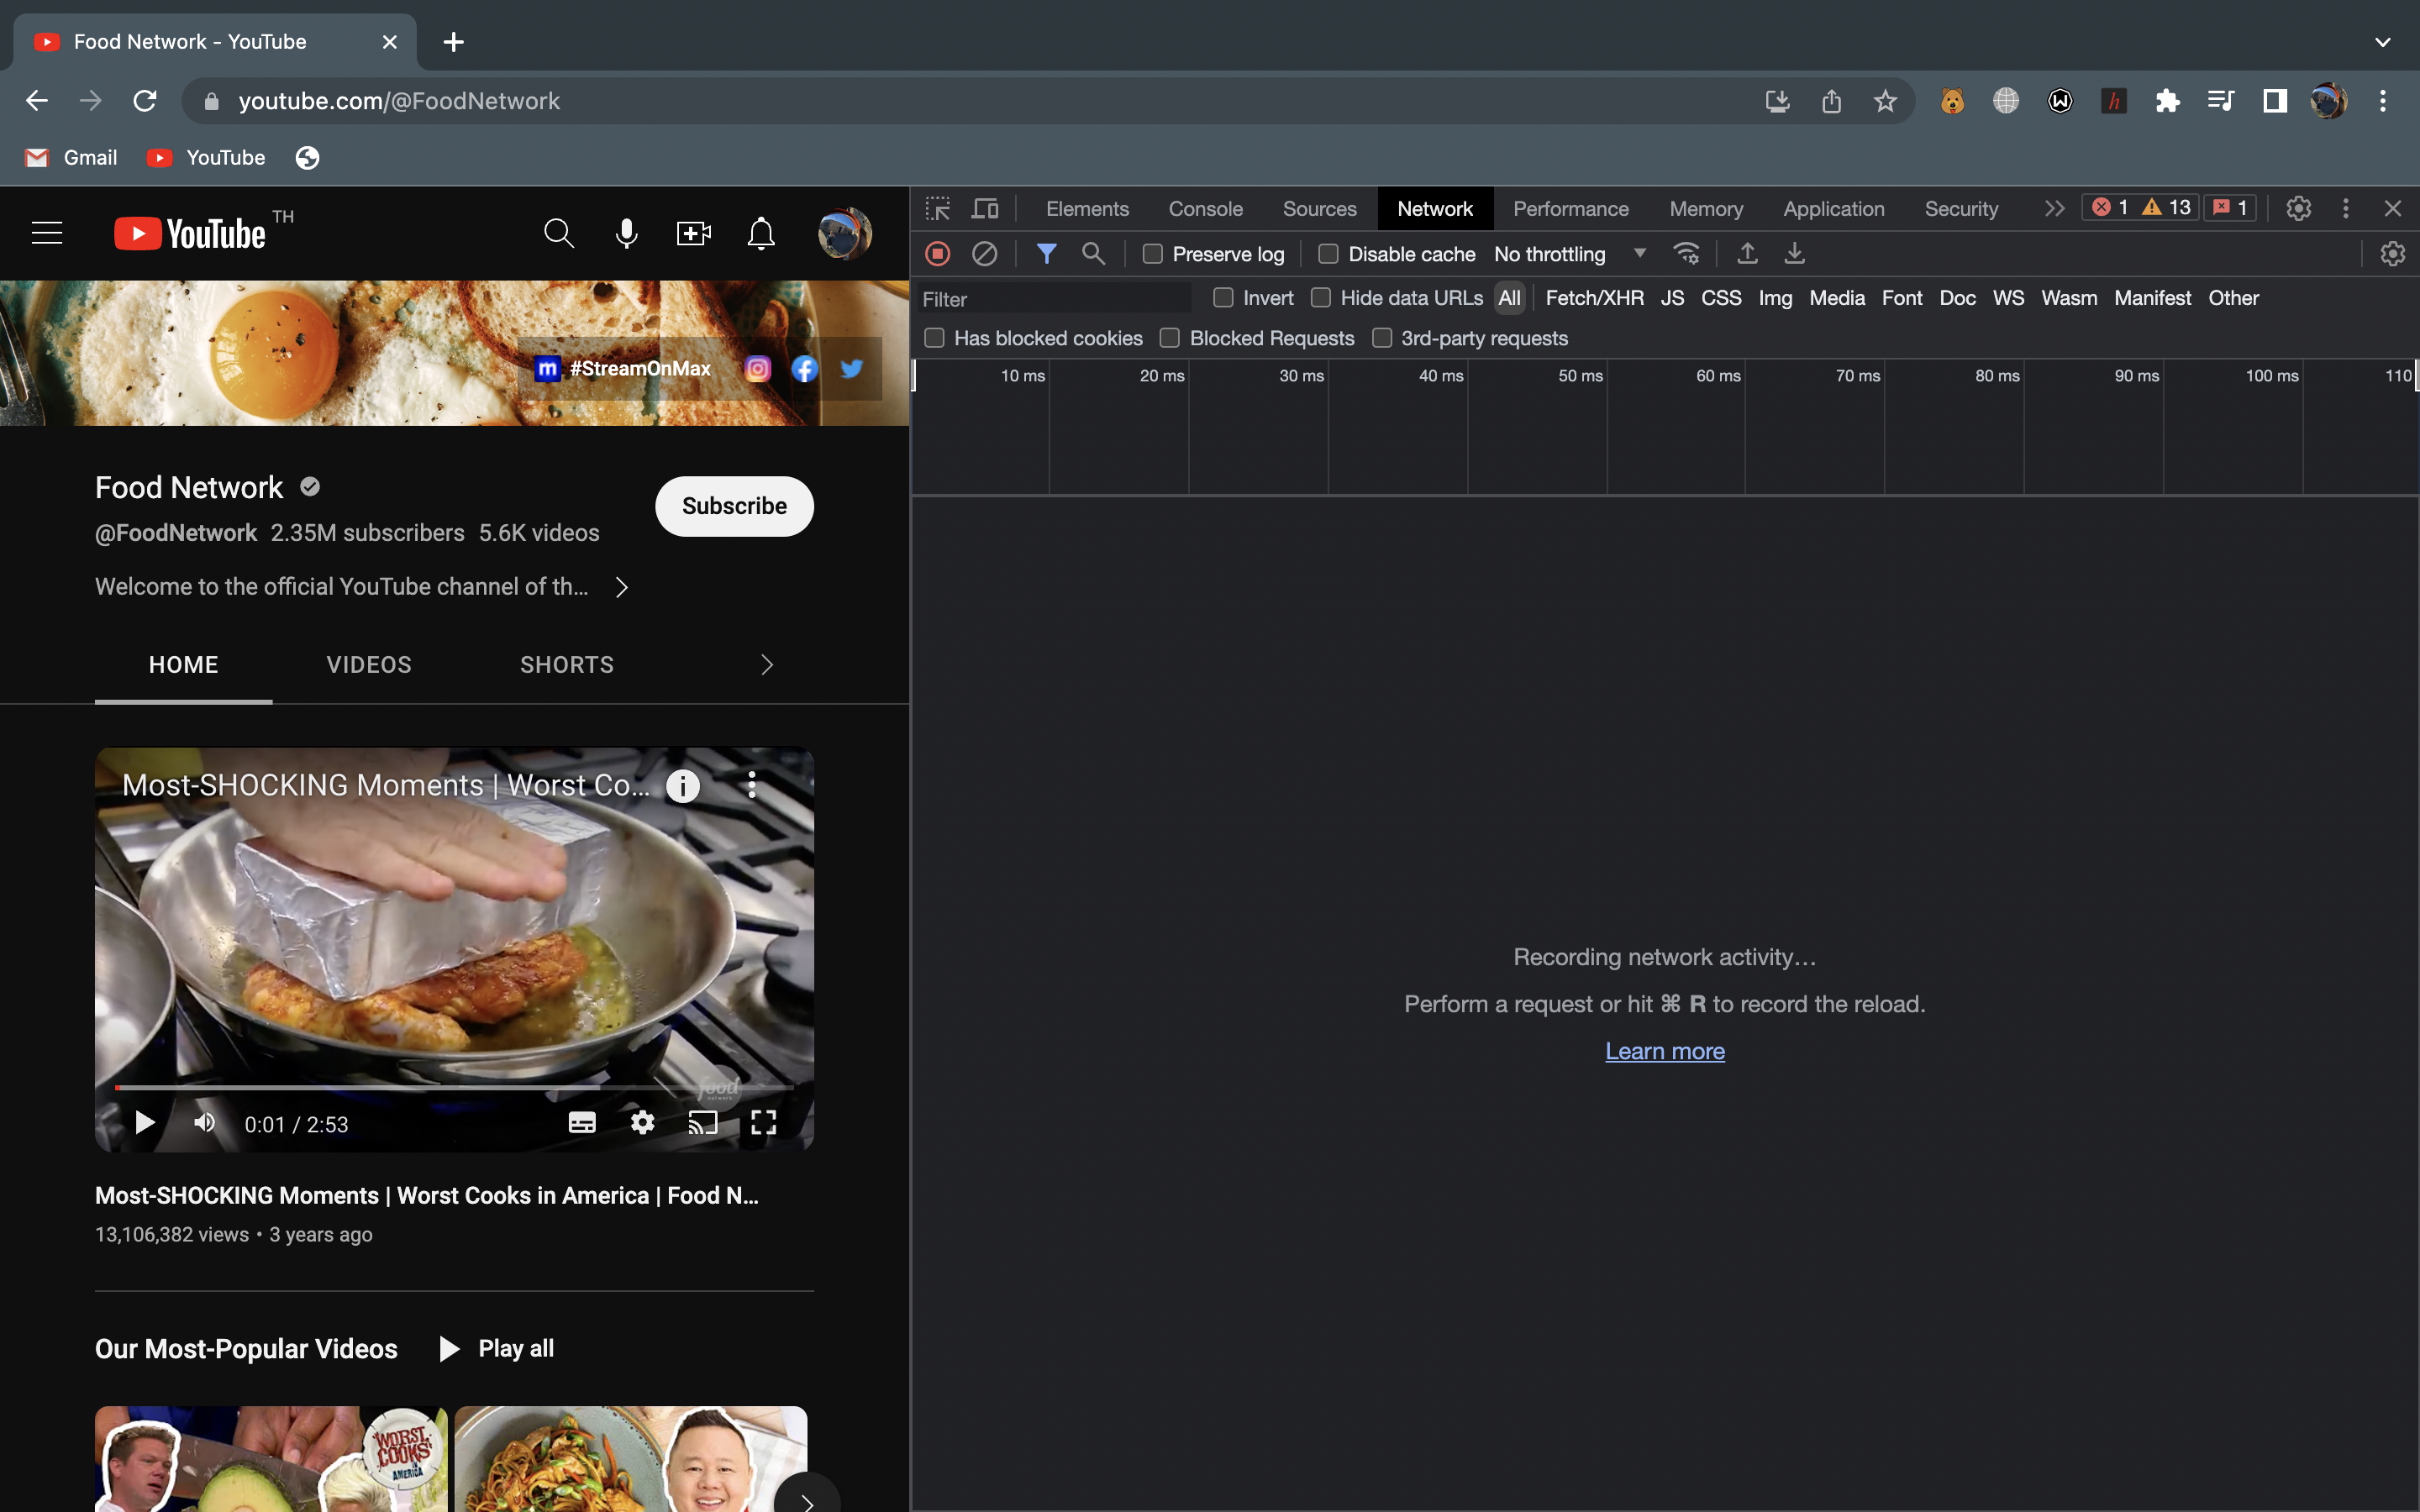 Food Network - YouTube
youtube.com/@FoodNetwork
Gmail
YouTube
YouTube TH
m #StreamOnMax
Food Network
@FoodNetwork 2.35M subscribers 5.6K videos
Subscribe
Welcome to the official YouTube channel of th...
HOME VIDEOS SHORTS
Most-SHOCKING Moments | Worst Co...
food
network
0:01 / 2:53
Most-SHOCKING Moments | Worst Cooks in America | Food N...
13,106,382 views • 3 years ago
Our Most-Popular Videos
Play all
WORST
COOKS
IN
AMERICA
Elements Console Sources Network Performance Memory Application Security 1 13 1
Preserve log Disable cache No throttling
Filter Invert Hide data URLs All Fetch/XHR JS CSS Img Media Font Doc WS Wasm Manifest Other
Has blocked cookies Blocked Requests 3rd-party requests
10 ms 20 ms 30 ms 40 ms 50 ms 60 ms 70 ms 80 ms 90 ms 100 ms 110
Recording network activity…
Perform a request or hit ⌘ R to record the reload.
Learn more